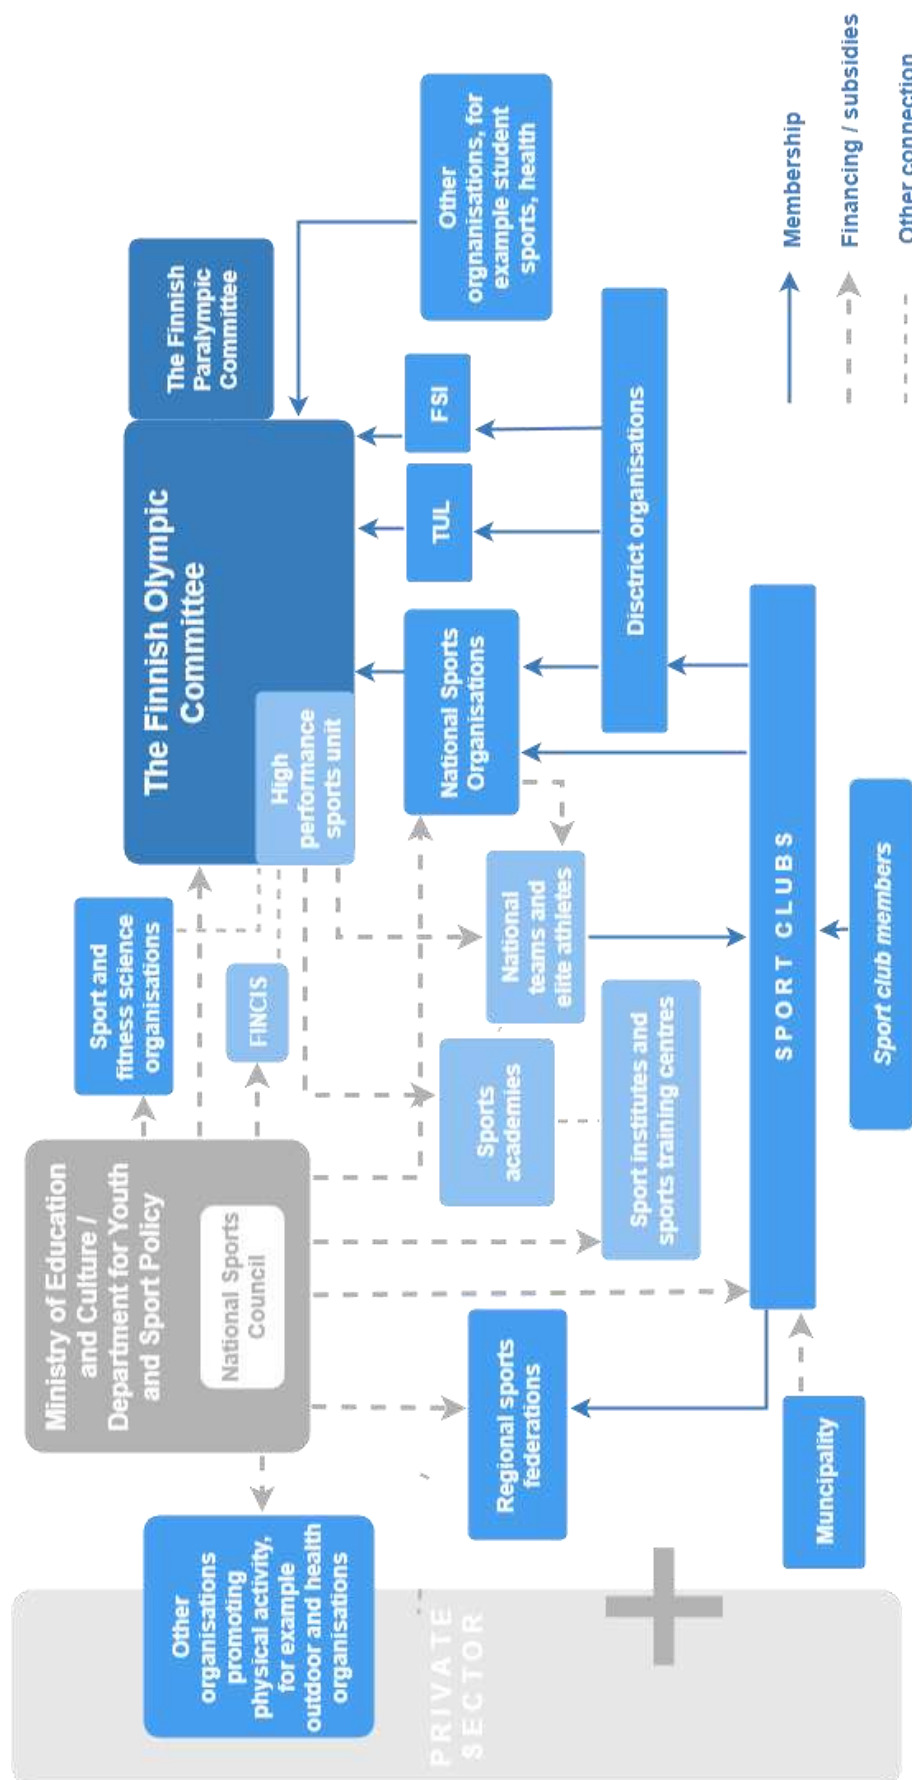 Other
organisations
promoting
physical activity,
for example
outdoor and health
organisations
PRIVATE
SECTOR
Ministry of Education
and Culture /
Department for Youth
and Sport Policy
National Sports
Council
Sport and
fitness science
organisations
FINCIS
The Finnish Olympic
Committee
High
performance
sports unit
The Finnish
Paralympic
Committee
Regional sports
federations
Sports
academies
Sport institutes and
sports training centres
National
teams and
elite athletes
National Sports
Organisations
TUL
FSI
Other
orgnanisations, for
example student
sports, health
Disctrict organisations
Muncipality
SPORT CLUBS
Sport club members
Membership
Financing / subsidies
Other connection